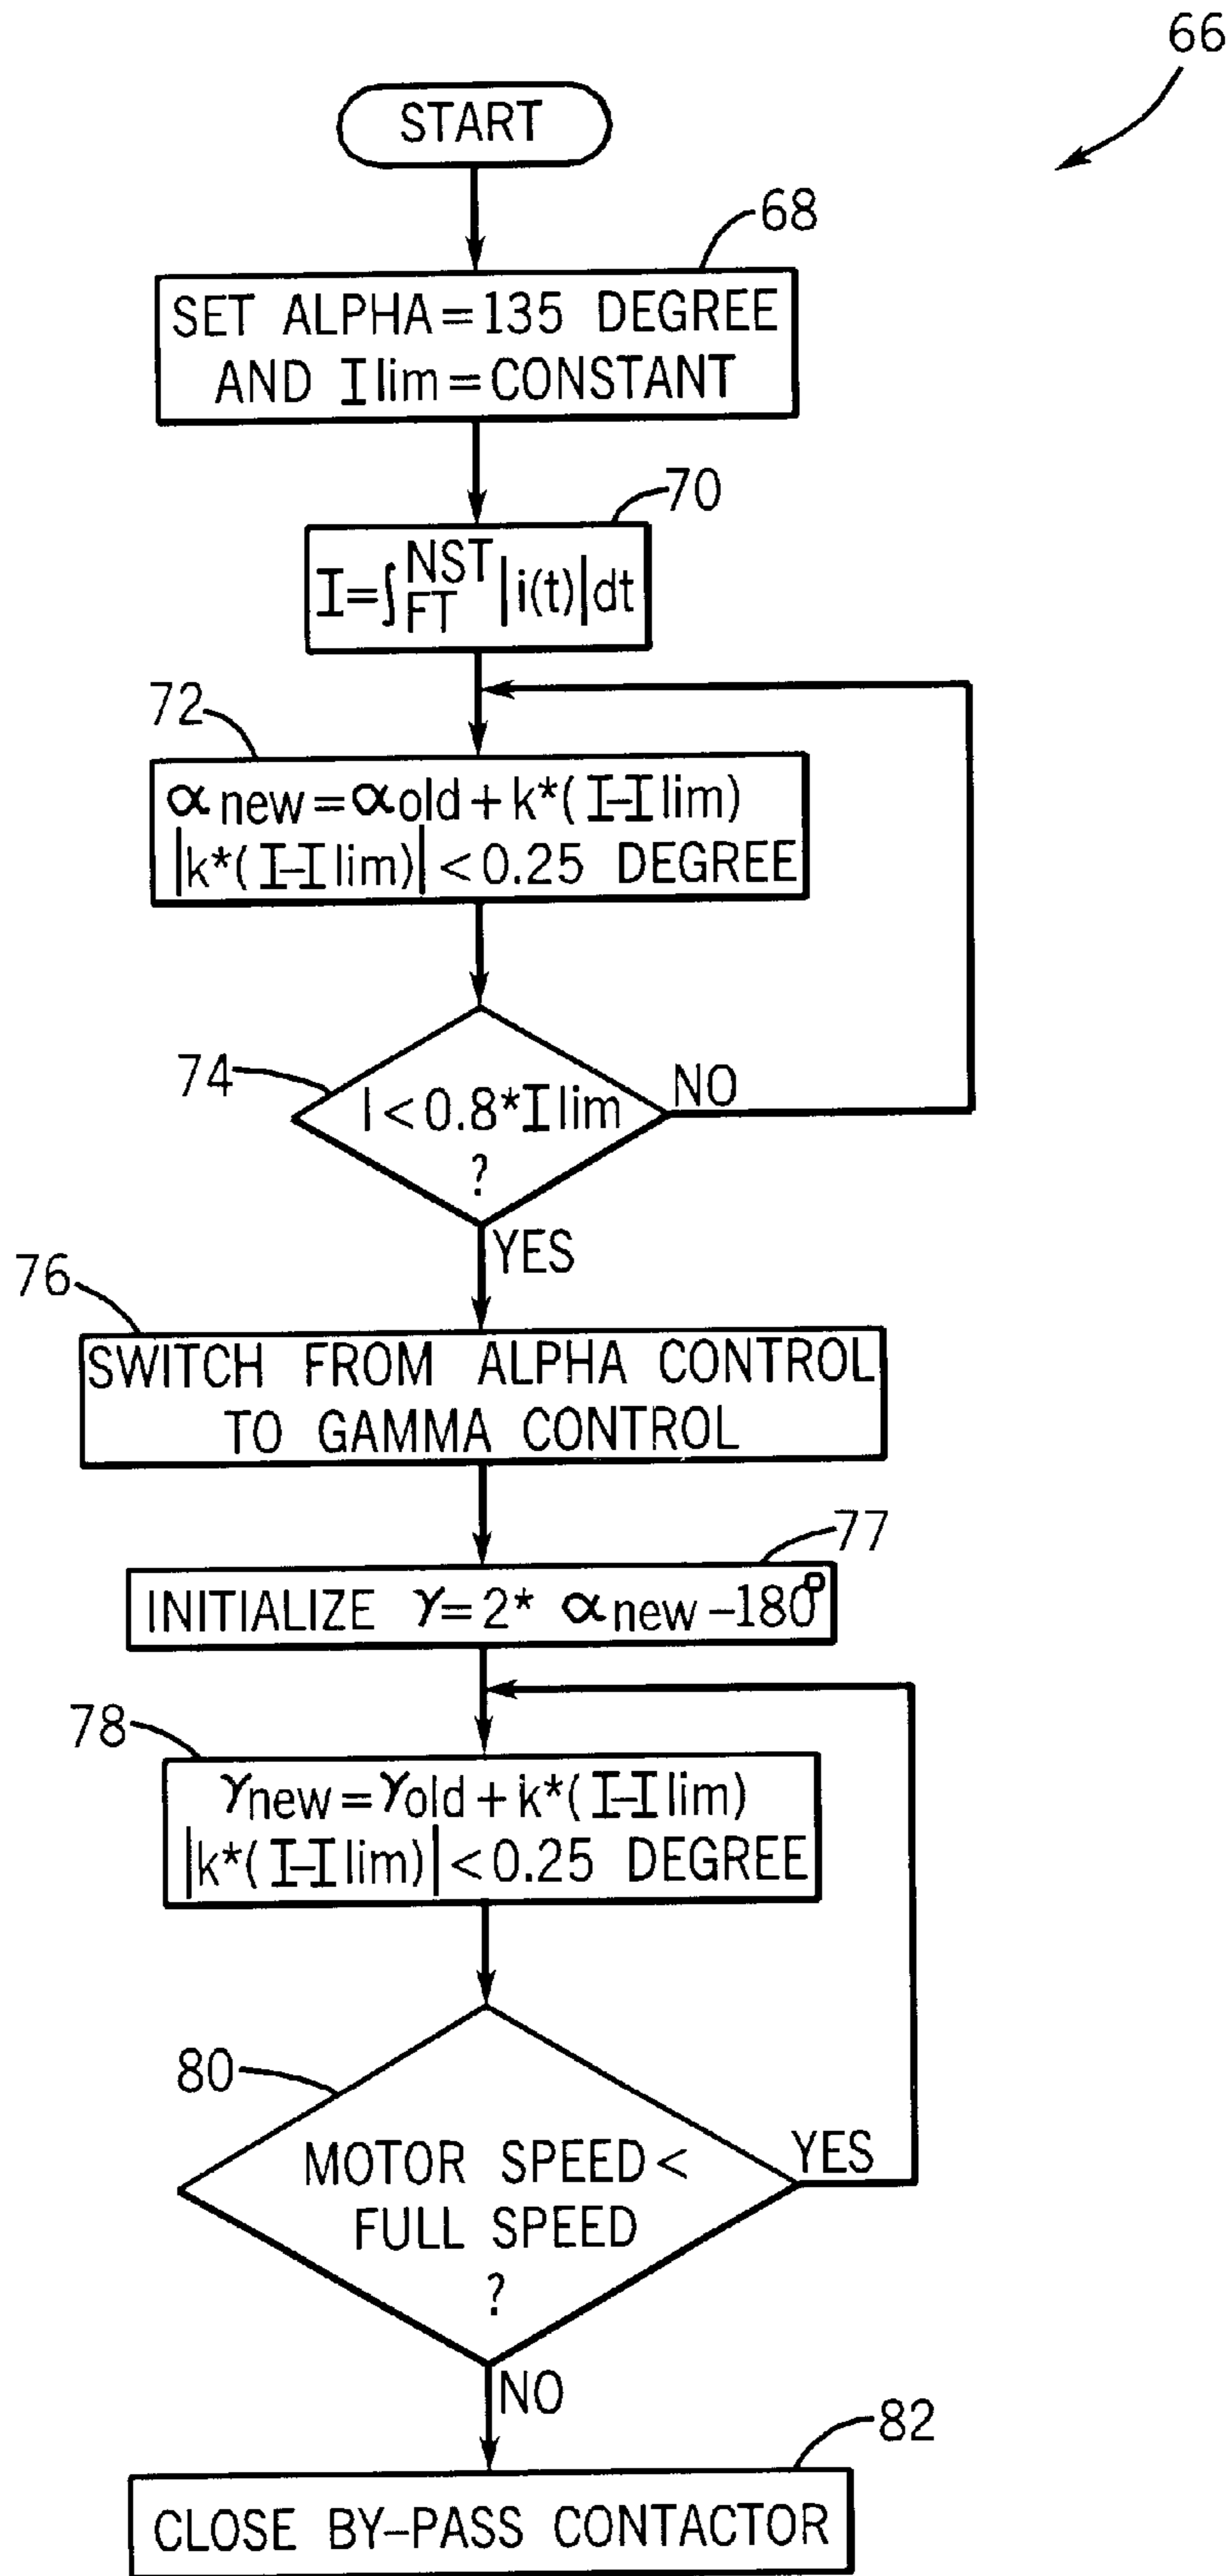 66
START
68
SET ALPHA=135 DEGREE
AND Ilim=CONSTANT
70
I=∫NST FT |i(t)|dt
72
αnew=αold+k*(I-Ilim)
|k*(I-Ilim)|<0.25 DEGREE
74
I<0.8*Ilim
?
NO
YES
76
SWITCH FROM ALPHA CONTROL
TO GAMMA CONTROL
77
INITIALIZE γ=2* αnew-180°
78
γnew=γold+k*(I-Ilim)
|k*(I-Ilim)|<0.25 DEGREE
80
MOTOR SPEED<
FULL SPEED
?
YES
NO
82
CLOSE BY-PASS CONTACTOR